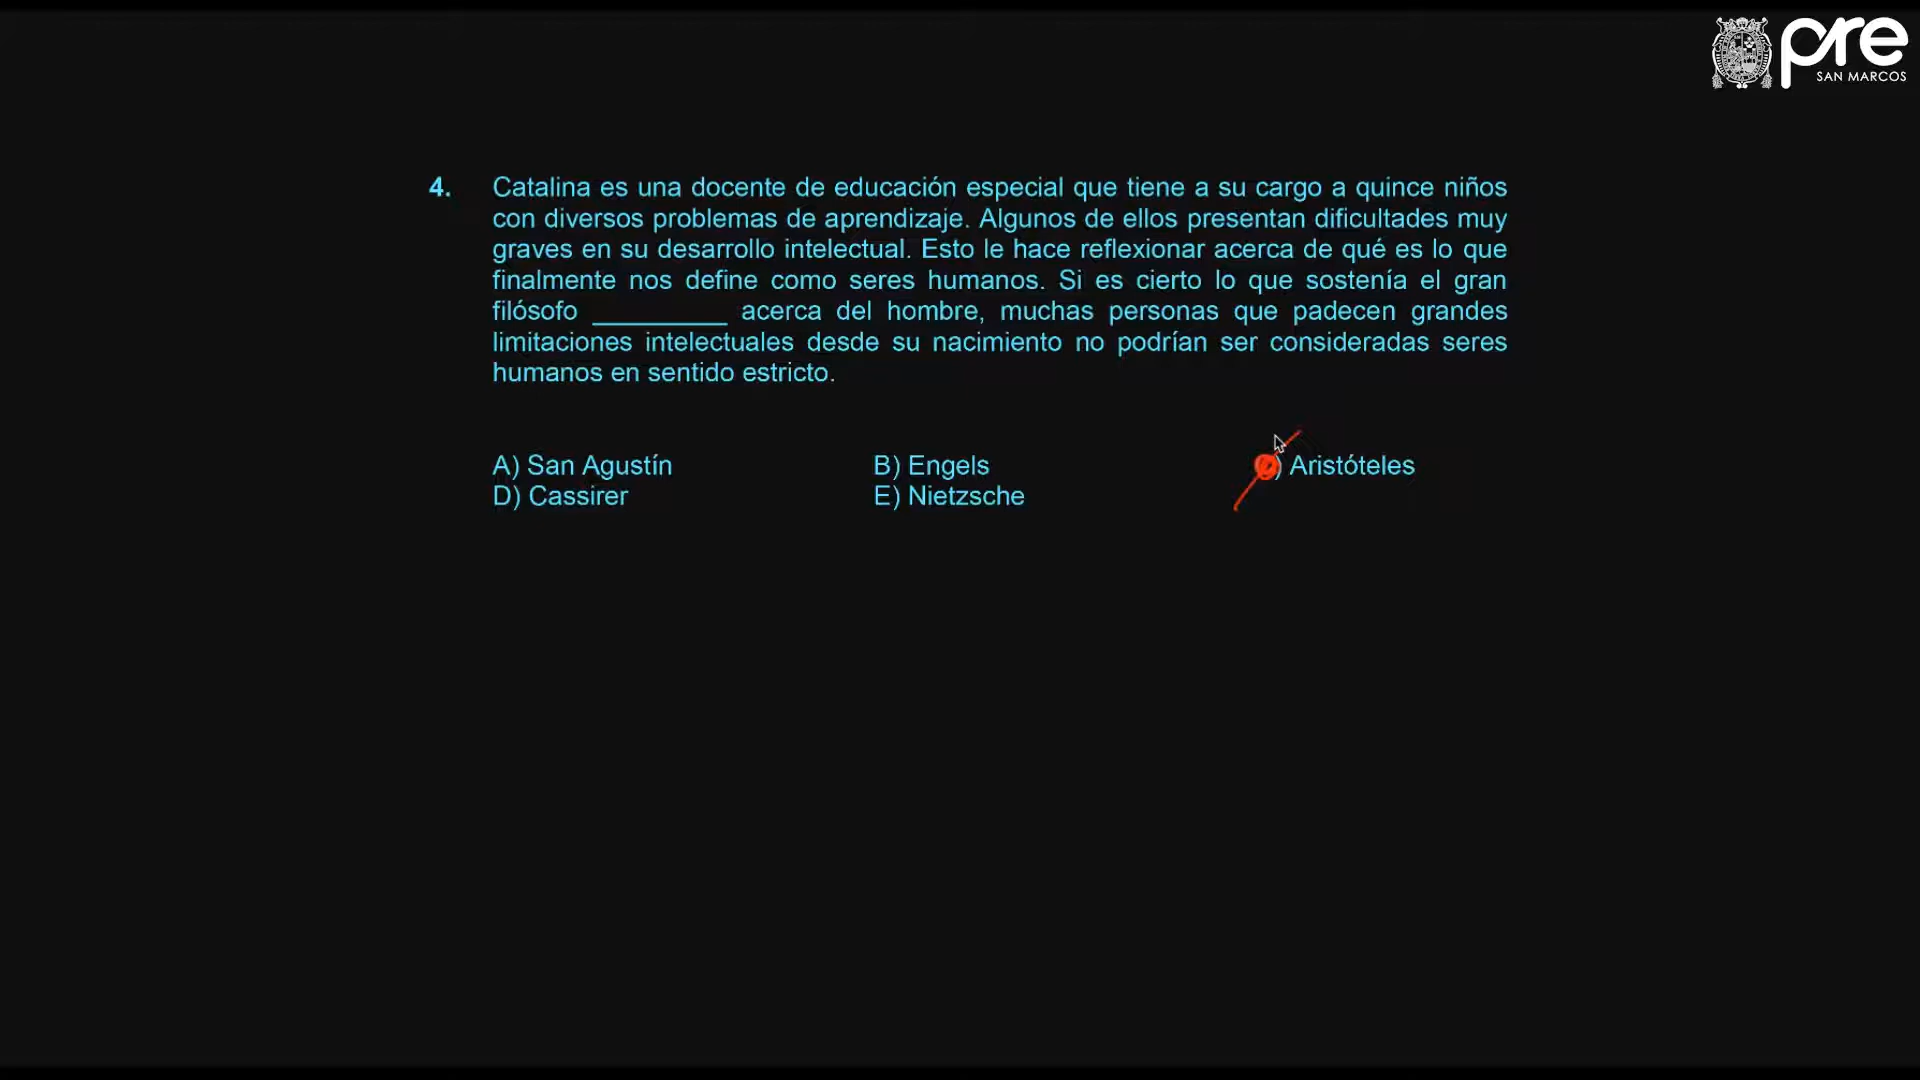 pre
SAN MARCOS
4. Catalina es una docente de educación especial que tiene a su cargo a quince niños
con diversos problemas de aprendizaje. Algunos de ellos presentan dificultades muy
graves en su desarrollo intelectual. Esto le hace reflexionar acerca de qué es lo que
finalmente nos define como seres humanos. Si es cierto lo que sostenía el gran
filósofo __________ acerca del hombre, muchas personas que padecen grandes
limitaciones intelectuales desde su nacimiento no podrían ser consideradas seres
humanos en sentido estricto.
A) San Agustín B) Engels ) Aristóteles
D) Cassirer E) Nietzsche